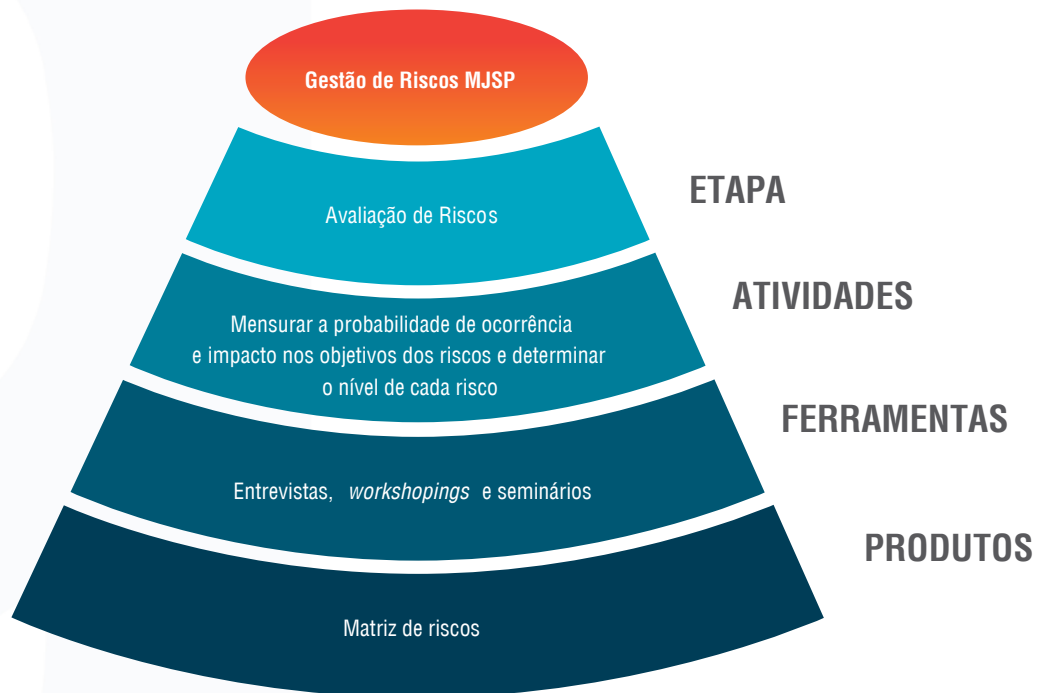 Gestão de Riscos MJSP
ETAPA
Avaliação de Riscos
ATIVIDADES
Mensurar a probabilidade de ocorrência
e impacto nos objetivos dos riscos e determinar
o nível de cada risco
FERRAMENTAS
Entrevistas, workshopings e seminários
PRODUTOS
Matriz de riscos